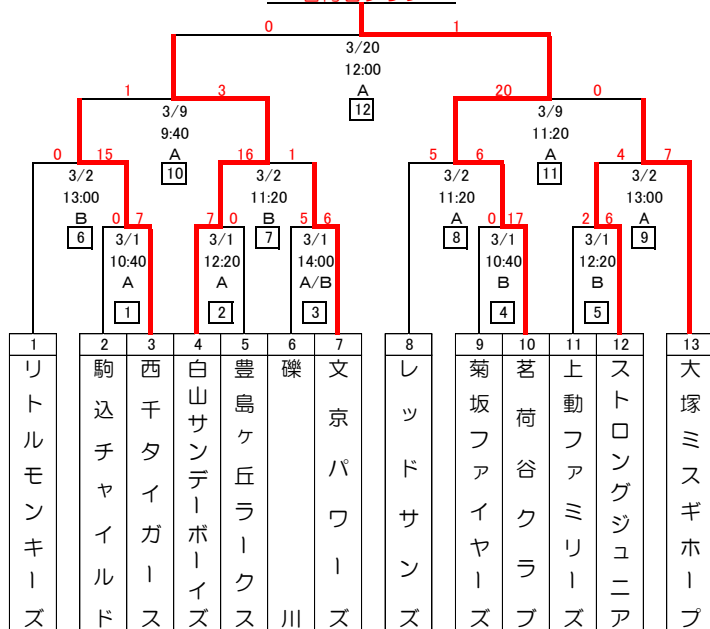 0 1
3/20
12:00
A
12
1 3 20 0
3/9 3/9
9:40 11:20
A A
10 11
0 15 16 1 5 6 4 7
3/2 3/2 3/2 3/2
13:00 11:20 11:20 13:00
B B A A
6 7 8 9
0 7 7 0 5 6 0 17 2 6
3/1 3/1 3/1 3/1 3/1
10:40 12:20 14:00 10:40 12:20
A A A/B B B
1 2 3 4 5
1 2 3 4 5 6 7 8 9 10 11 12 13
リトルモンキーズ
駒込チャイルド
西千タイガース
白山サンデーボーイズ
豊島ヶ丘ラークス
礫川
文京パワーズ
レッドサンズ
菊坂ファイヤーズ
茗荷谷クラブ
上動ファミリーズ
ストロングジュニア
大塚ミスギホープ